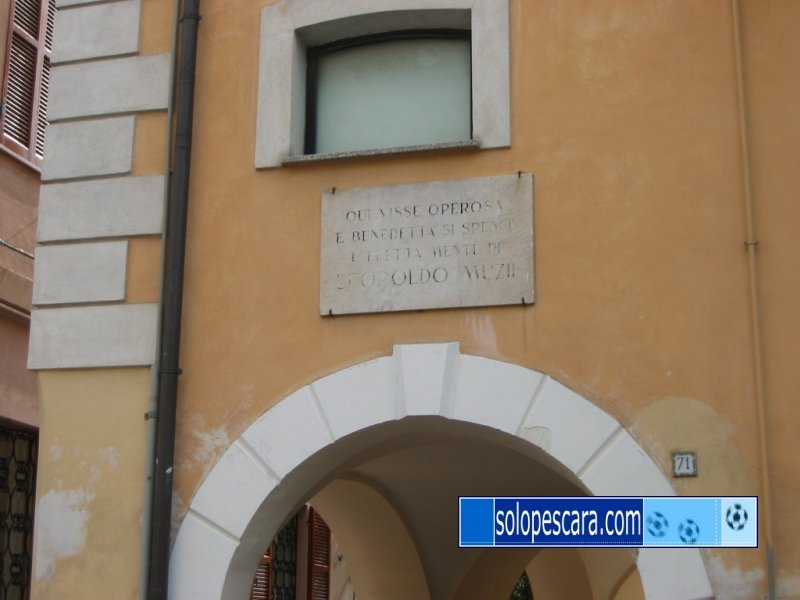 QUI VISSE OPEROSA
E BENEDETTA SI SPENSE
L'ELETTA MENTE DI
LEOPOLDO MUZII
71
solopescara.com